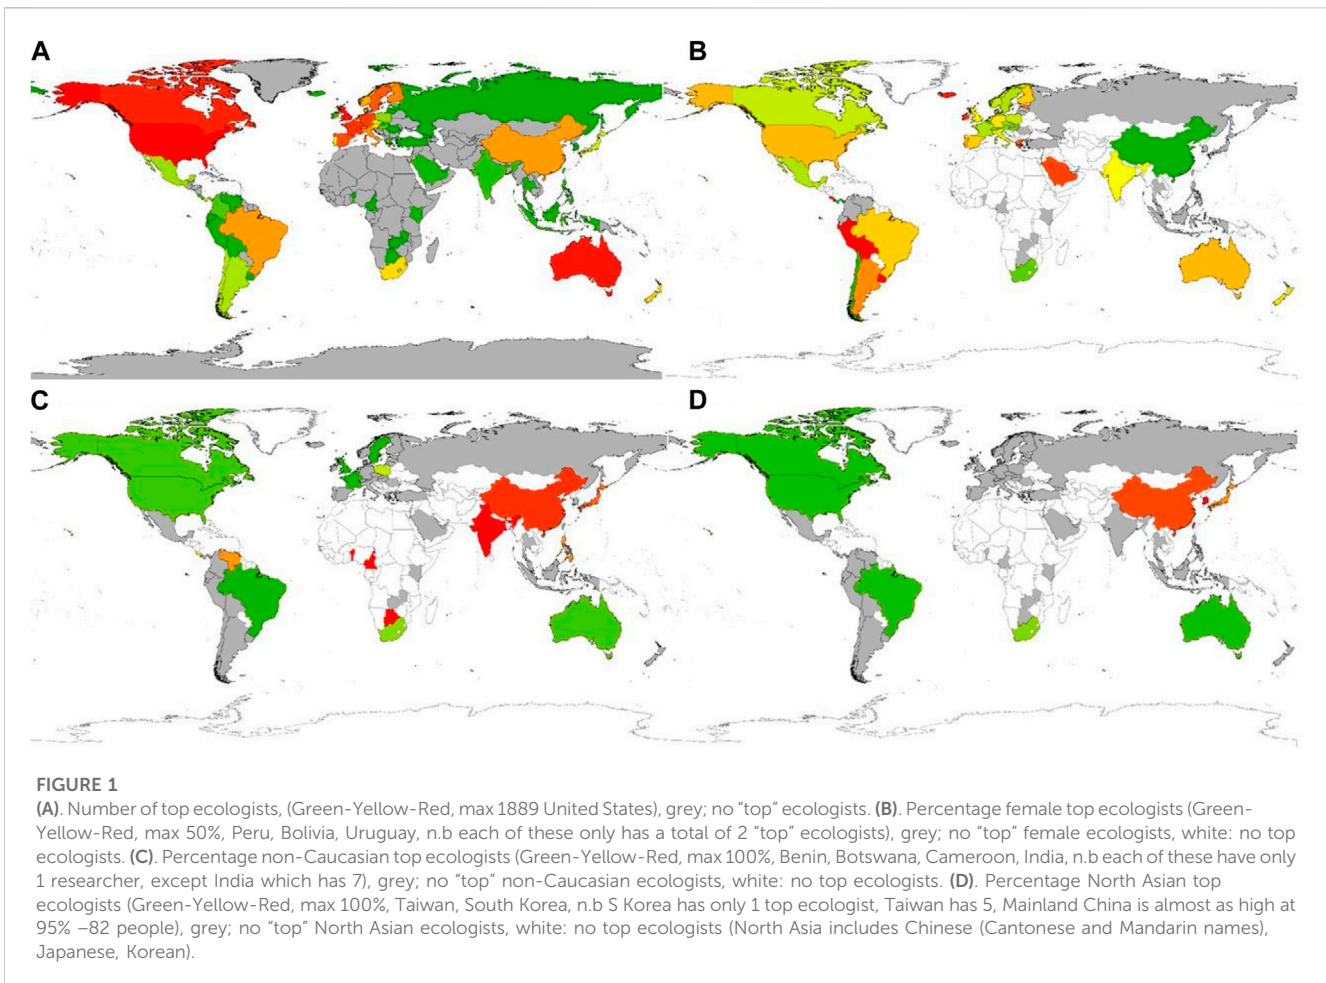 A
B
C
D
FIGURE 1
(A). Number of top ecologists, (Green-Yellow-Red, max 1889 United States), grey; no “top” ecologists. (B). Percentage female top ecologists (Green-
Yellow-Red, max 50%, Peru, Bolivia, Uruguay, n.b each of these only has a total of 2 “top” ecologists), grey; no “top” female ecologists, white: no top
ecologists. (C). Percentage non-Caucasian top ecologists (Green-Yellow-Red, max 100%, Benin, Botswana, Cameroon, India, n.b each of these have only
1 researcher, except India which has 7), grey; no “top” non-Caucasian ecologists, white: no top ecologists. (D). Percentage North Asian top
ecologists (Green-Yellow-Red, max 100%, Taiwan, South Korea, n.b S Korea has only 1 top ecologist, Taiwan has 5, Mainland China is almost as high at
95% –82 people), grey; no “top” North Asian ecologists, white: no top ecologists (North Asia includes Chinese (Cantonese and Mandarin names),
Japanese, Korean).